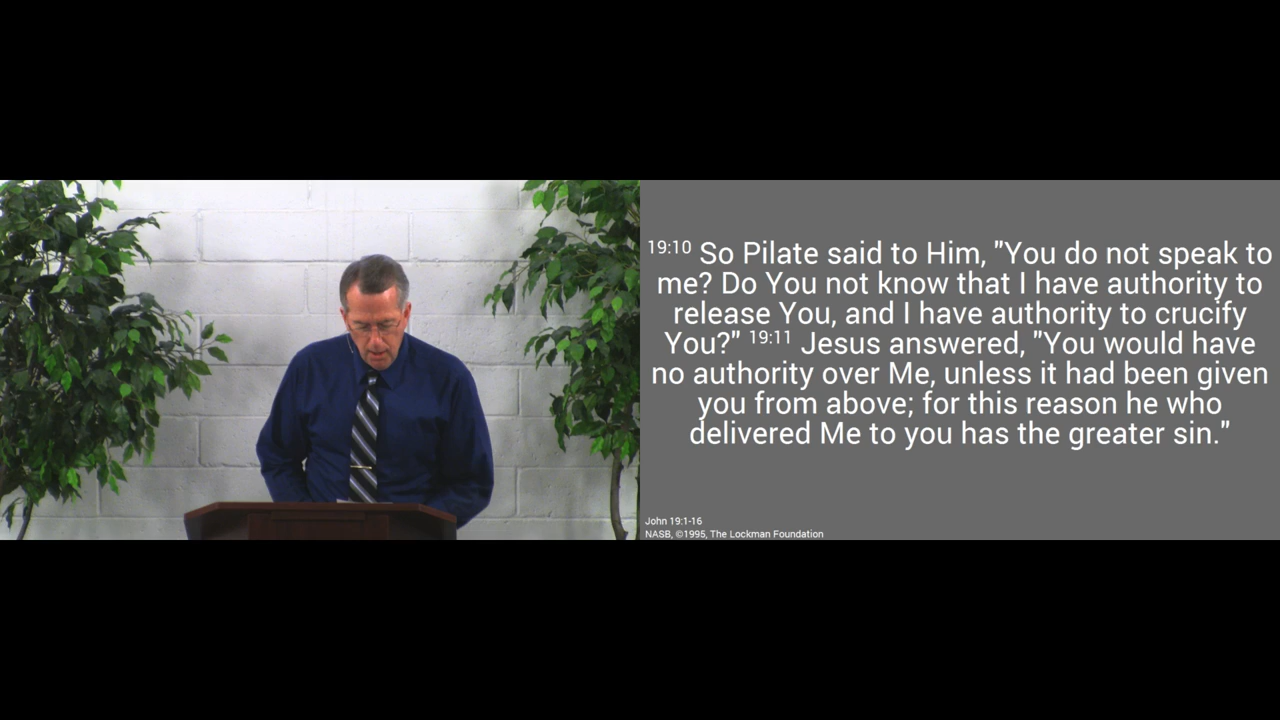 19:10 So Pilate said to Him, "You do not speak to
me? Do You not know that I have authority to
release You, and I have authority to crucify
You?" 19:11 Jesus answered, "You would have
no authority over Me, unless it had been given
you from above; for this reason he who
delivered Me to you has the greater sin."
John 19:1-16
NASB, ©1995, The Lockman Foundation